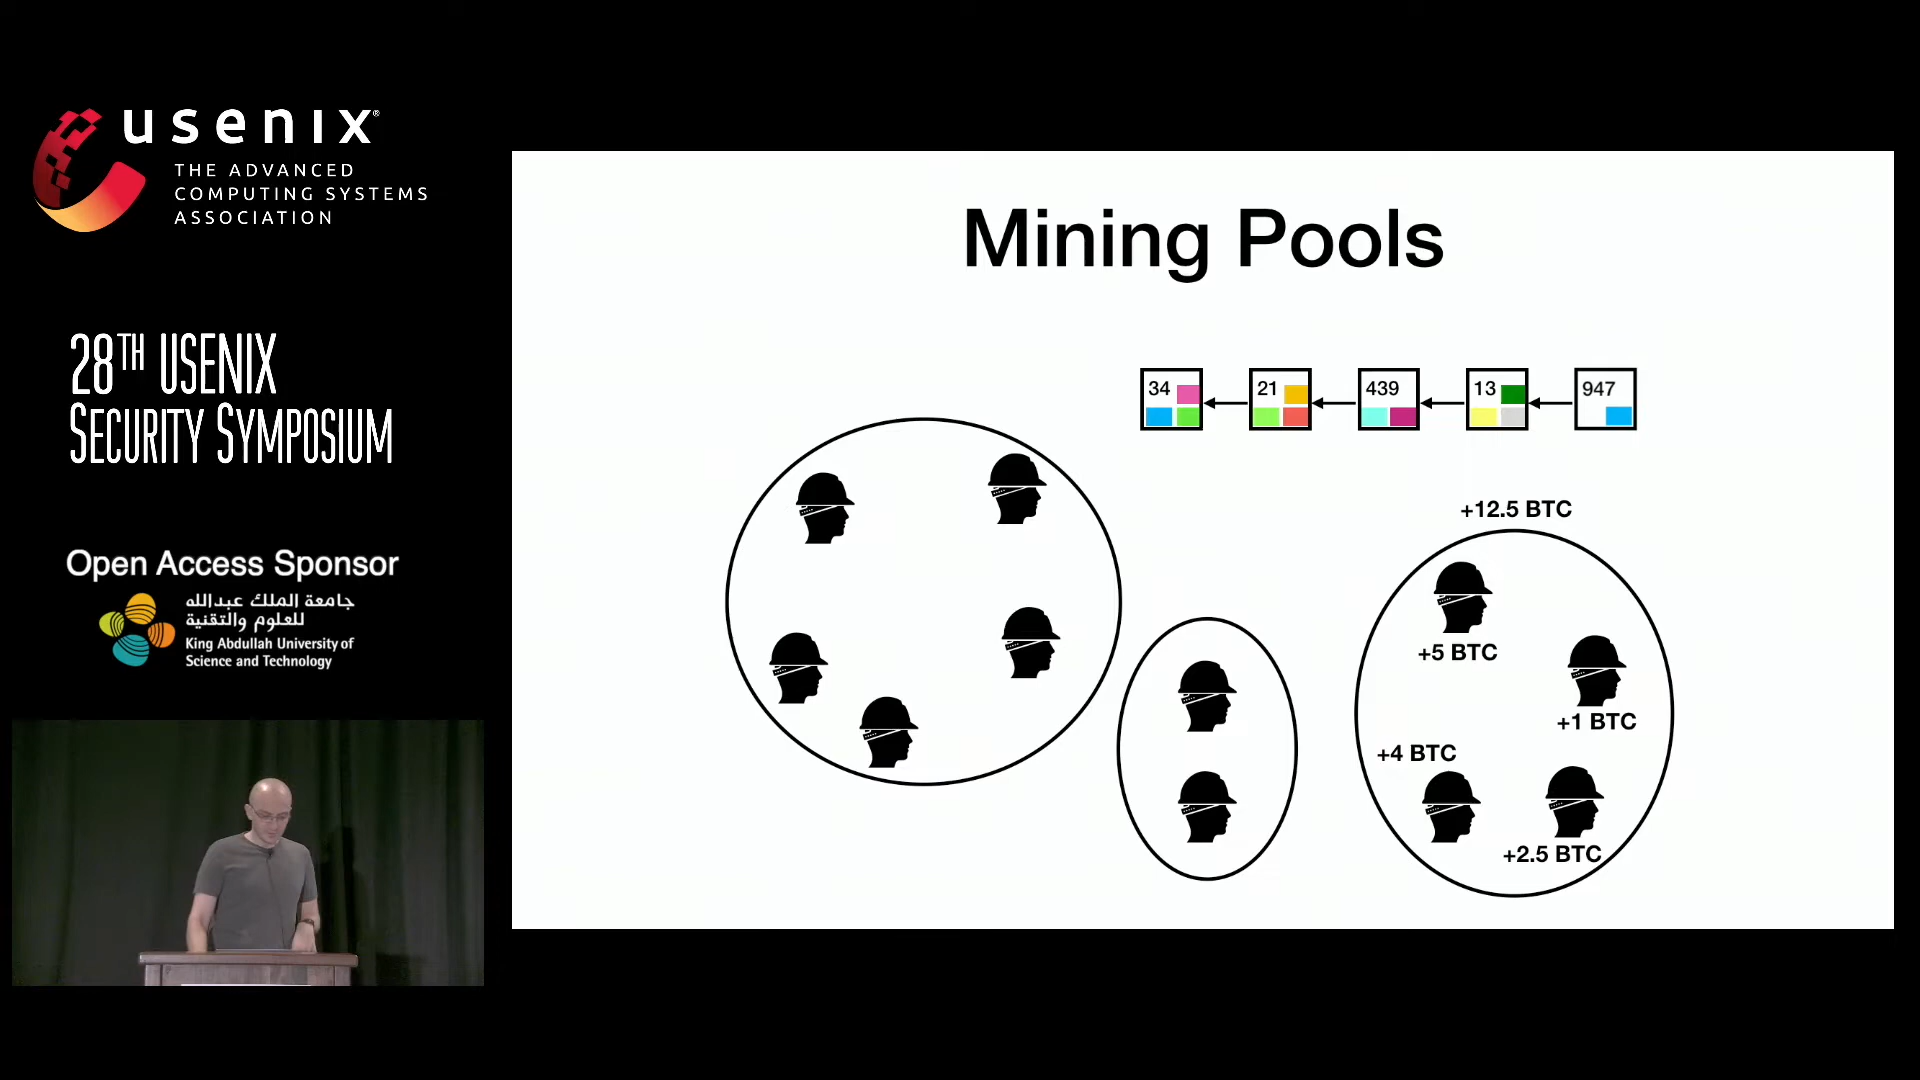 usenix®
THE ADVANCED
COMPUTING SYSTEMS
ASSOCIATION
28TH USENIX
SECURITY SYMPOSIUM
Open Access Sponsor
جامعة الملك عبدالله
للعلوم والتقنية
King Abdullah University of
Science and Technology
Mining Pools
34
21
439
13
947
+12.5 BTC
+5 BTC
+1 BTC
+4 BTC
+2.5 BTC